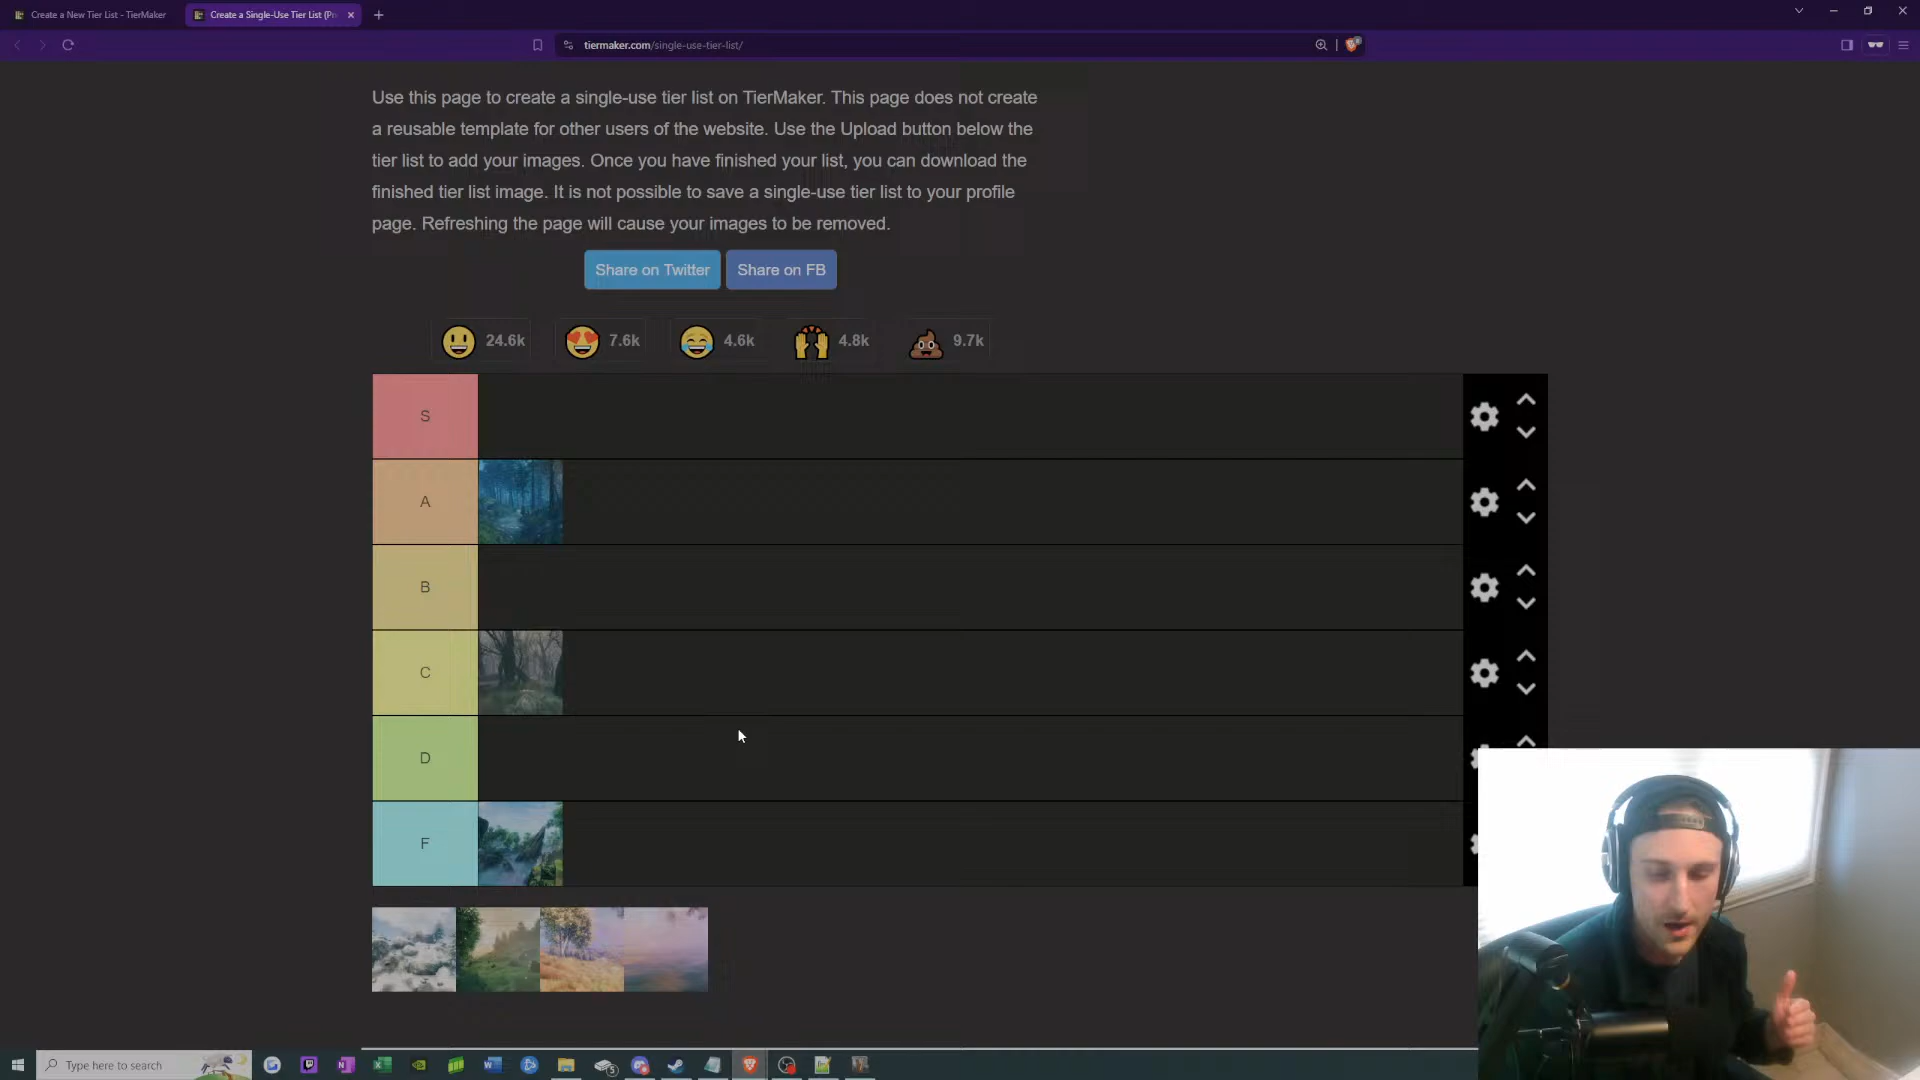 Create a New Tier List - TierMaker
Create a Single-Use Tier List (Pri
tiermaker.com/single-use-tier-list/
Use this page to create a single-use tier list on TierMaker. This page does not create
a reusable template for other users of the website. Use the Upload button below the
tier list to add your images. Once you have finished your list, you can download the
finished tier list image. It is not possible to save a single-use tier list to your profile
page. Refreshing the page will cause your images to be removed.
Share on Twitter Share on FB
24.6k 7.6k 4.6k 4.8k 9.7k
S
A
B
C
D
F
Type here to search
5